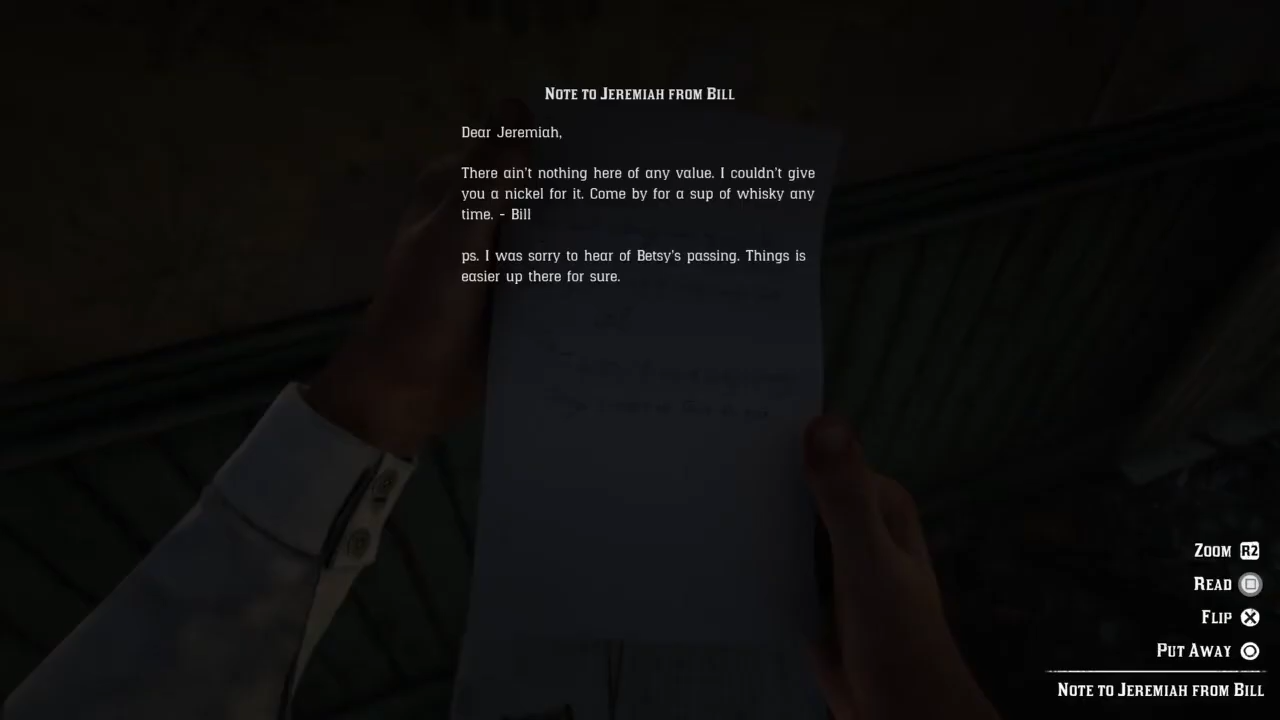 Note to Jeremiah from Bill
Dear Jeremiah,
There ain't nothing here of any value. I couldn't give
you a nickel for it. Come by for a sup of whisky any
time. - Bill
ps. I was sorry to hear of Betsy's passing. Things is
easier up there for sure.
Zoom R2
Read
Flip
Put Away
Note to Jeremiah from Bill